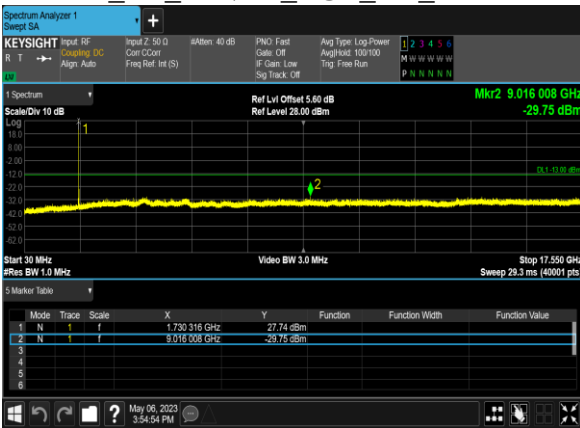 Spectrum Analyzer 1
Swept SA
+
KEYSIGHT Input: RF Input Z: 50 Ω #Atten: 40 dB PNO: Fast Avg Type: Log-Power 1 2 3 4 5 6
R T Coupling: DC Corr CCorr Gate: Off Avg|Hold: 100/100 M W W W W W
Align: Auto Freq Ref: Int (S) IF Gain: Low Trig: Free Run
LV Sig Track: Off P N N N N N
1 Spectrum Ref Lvl Offset 5.60 dB Mkr2 9.016 008 GHz
Scale/Div 10 dB Ref Level 28.00 dBm -29.75 dBm
Log
18.0 1
8.00
-2.00
-12.0 DL1 -13.00 dBm
-22.0 2
-32.0
-42.0
-52.0
-62.0
Start 30 MHz Video BW 3.0 MHz Stop 17.550 GHz
#Res BW 1.0 MHz Sweep 29.3 ms (40001 pts
5 Marker Table
Mode Trace Scale X Y Function Function Width Function Value
1 N 1 f 1.730 316 GHz 27.74 dBm
2 N 1 f 9.016 008 GHz -29.75 dBm
3
4
5
6
? May 06, 2023
3:54:54 PM